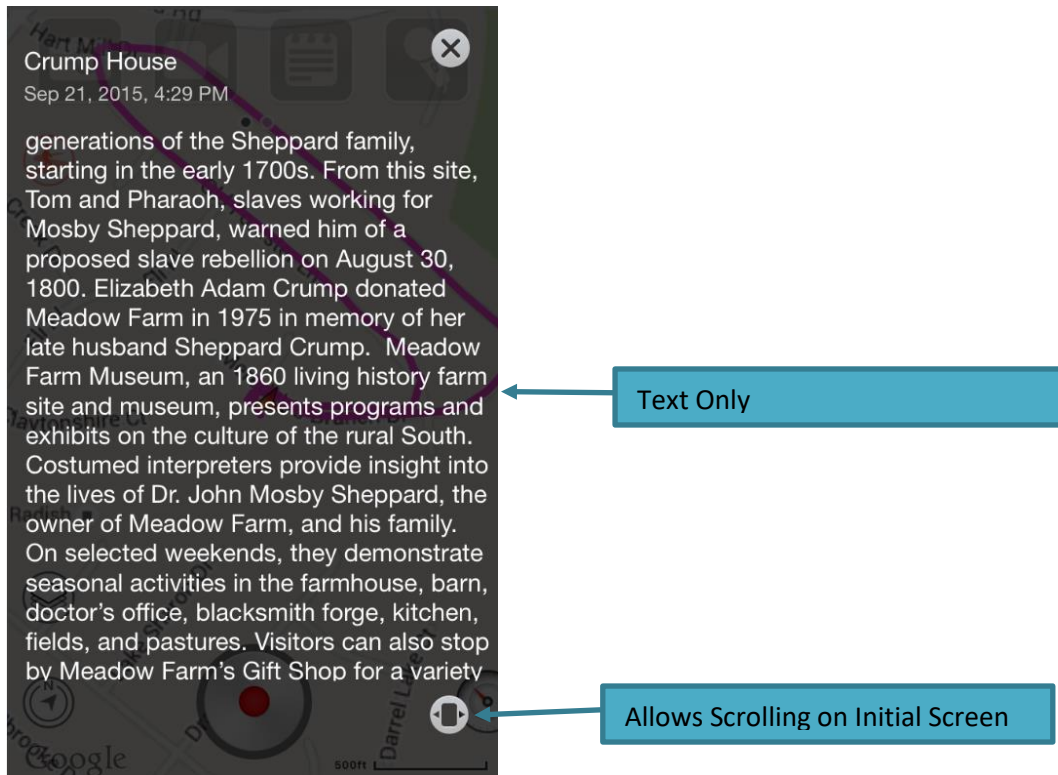 Hart Mill Dr
Crump House
Sep 21, 2015, 4:29 PM
generations of the Sheppard family,
starting in the early 1700s. From this site,
Tom and Pharaoh, slaves working for
Mosby Sheppard, warned him of a
proposed slave rebellion on August 30,
1800. Elizabeth Adam Crump donated
Meadow Farm in 1975 in memory of her
late husband Sheppard Crump.  Meadow
Farm Museum, an 1860 living history farm
site and museum, presents programs and
exhibits on the culture of the rural South.
Costumed interpreters provide insight into
the lives of Dr. John Mosby Sheppard, the
owner of Meadow Farm, and his family.
On selected weekends, they demonstrate
seasonal activities in the farmhouse, barn,
doctor's office, blacksmith forge, kitchen,
fields, and pastures. Visitors can also stop
by Meadow Farm's Gift Shop for a variety
Text Only
Allows Scrolling on Initial Screen
Radish
N
Darrel Lake Ct
Google
500ft